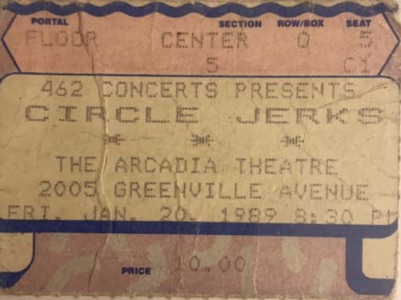 PORTAL SECTION ROW/BOX SEAT
FLOOR CENTER O 5
5 CI
462 CONCERTS PRESENTS
CIRCLE JERKS
THE ARCADIA THEATRE
2005 GREENVILLE AVENUE
FRI. JAN. 20. 1989 8:30 PM
PRICE 10.00